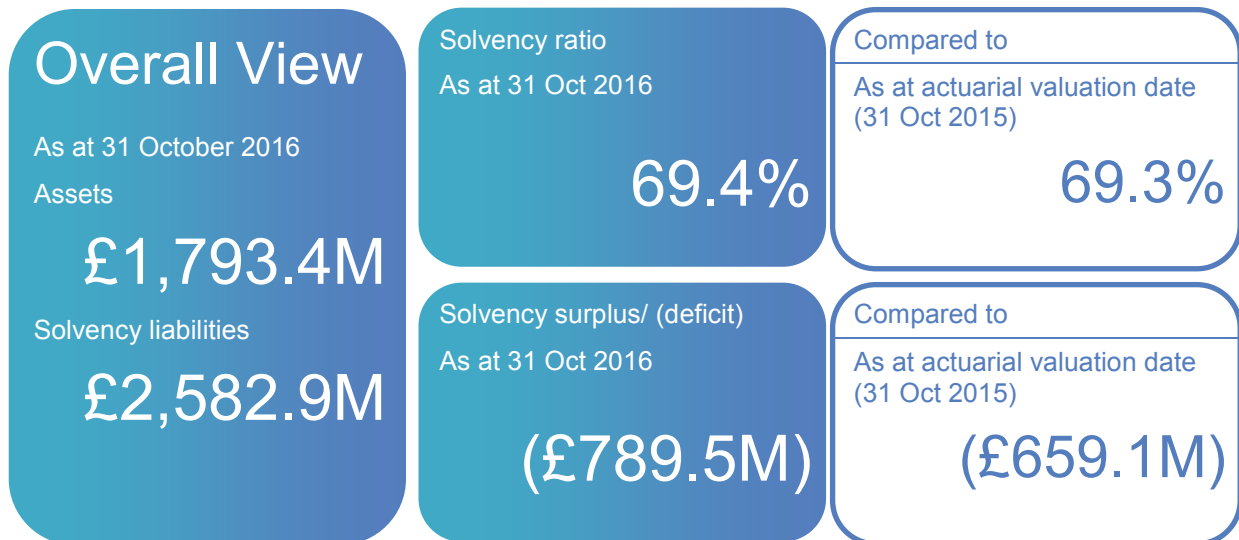 Overall View
As at 31 October 2016
Assets
£1,793.4M
Solvency liabilities
£2,582.9M
Solvency ratio
As at 31 Oct 2016
69.4%
Compared to
As at actuarial valuation date
(31 Oct 2015)
69.3%
Solvency surplus/ (deficit)
As at 31 Oct 2016
(£789.5M)
Compared to
As at actuarial valuation date
(31 Oct 2015)
(£659.1M)